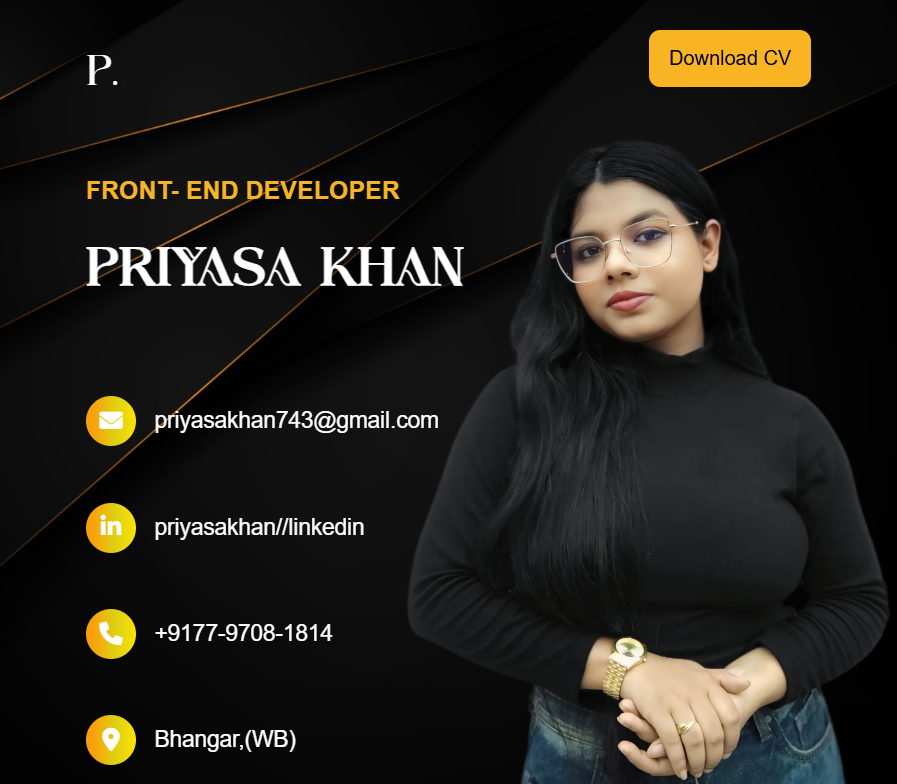 P.
Download CV
FRONT- END DEVELOPER
PRIYASA KHAN
priyasakhan743@gmail.com
priyasakhan//linkedin
+9177-9708-1814
Bhangar,(WB)